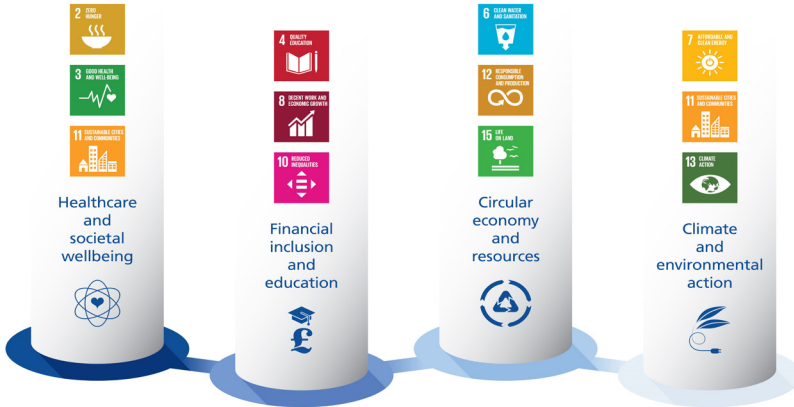 2 ZERO
HUNGER
3 GOOD HEALTH
AND WELL-BEING
11 SUSTAINABLE CITIES
AND COMMUNITIES
Healthcare
and
societal
wellbeing
4 QUALITY
EDUCATION
8 DECENT WORK AND
ECONOMIC GROWTH
10 REDUCED
INEQUALITIES
Financial
inclusion
and
education
£
6 CLEAN WATER
AND SANITATION
12 RESPONSIBLE
CONSUMPTION
AND PRODUCTION
15 LIFE
ON LAND
Circular
economy
and
resources
7 AFFORDABLE AND
CLEAN ENERGY
11 SUSTAINABLE CITIES
AND COMMUNITIES
13 CLIMATE
ACTION
Climate
and
environmental
action